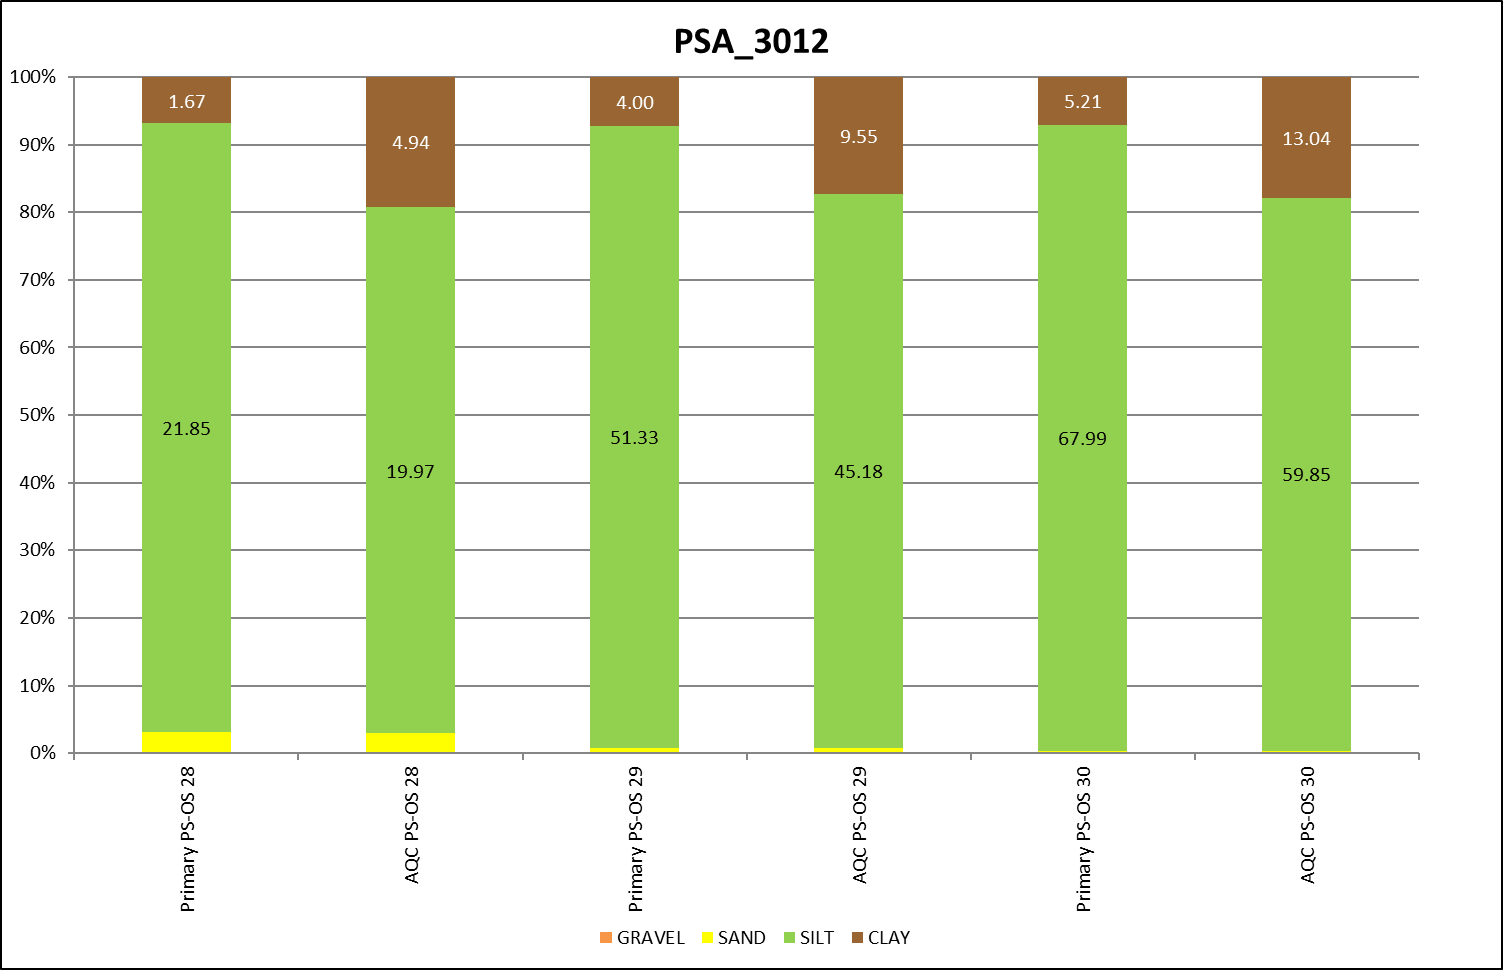 PSA_3012
100%
90%
80%
70%
60%
50%
40%
30%
20%
10%
0%
1.67
4.94
4.00
9.55
5.21
13.04
21.85
19.97
51.33
45.18
67.99
59.85
Primary PS-OS 28
AQC PS-OS 28
Primary PS-OS 29
AQC PS-OS 29
Primary PS-OS 30
AQC PS-OS 30
GRAVEL SAND SILT CLAY